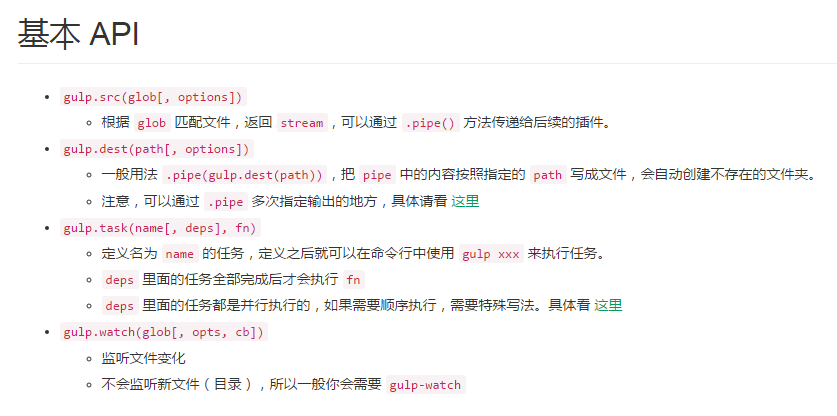 基本 API
gulp.src(glob[, options])
根据 glob 匹配文件，返回 stream，可以通过 .pipe() 方法传递给后续的插件。
gulp.dest(path[, options])
一般用法 .pipe(gulp.dest(path))，把 pipe 中的内容按照指定的 path 写成文件，会自动创建不存在的文件夹。
注意，可以通过 .pipe 多次指定输出的地方，具体请看 这里
gulp.task(name[, deps], fn)
定义名为 name 的任务，定义之后就可以在命令行中使用 gulp xxx 来执行任务。
deps 里面的任务全部完成后才会执行 fn
deps 里面的任务都是并行执行的，如果需要顺序执行，需要特殊写法。具体看 这里
gulp.watch(glob[, opts, cb])
监听文件变化
不会监听新文件（目录），所以一般你会需要 gulp-watch